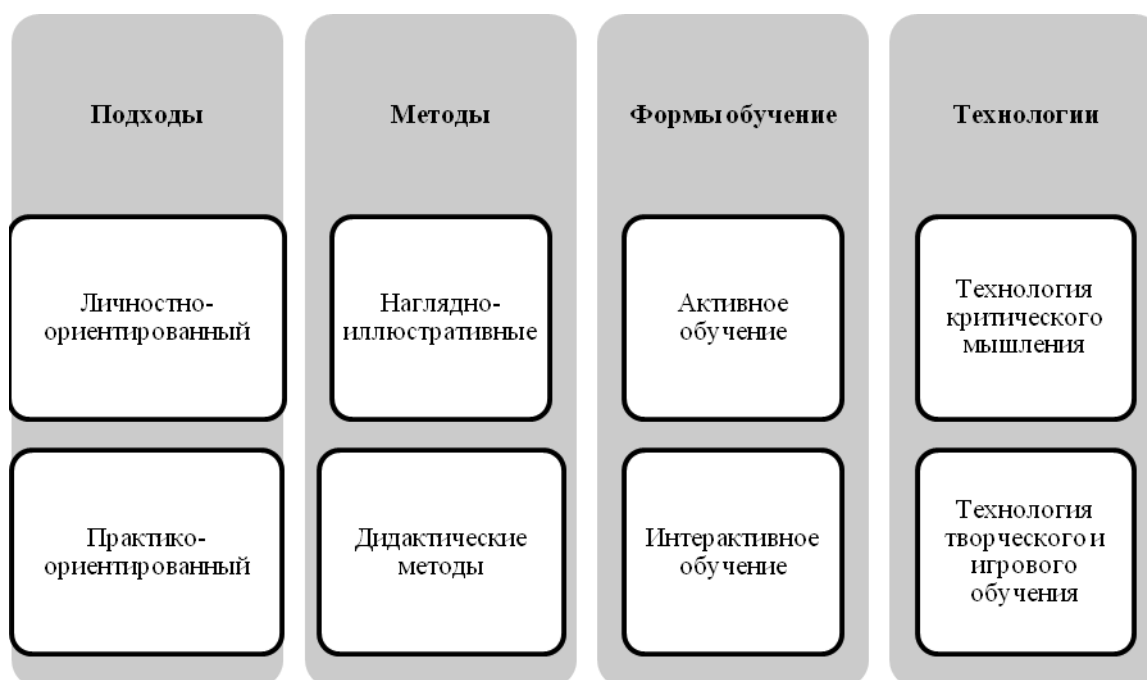 Подходы
Личностно-
ориентированный
Практико-
ориентированный
Методы
Наглядно-
иллюстративные
Дидактические
методы
Формы обучение
Активное
обучение
Интерактивное
обучение
Технологии
Технология
критического
мышления
Технология
творческого и
игрового
обучения